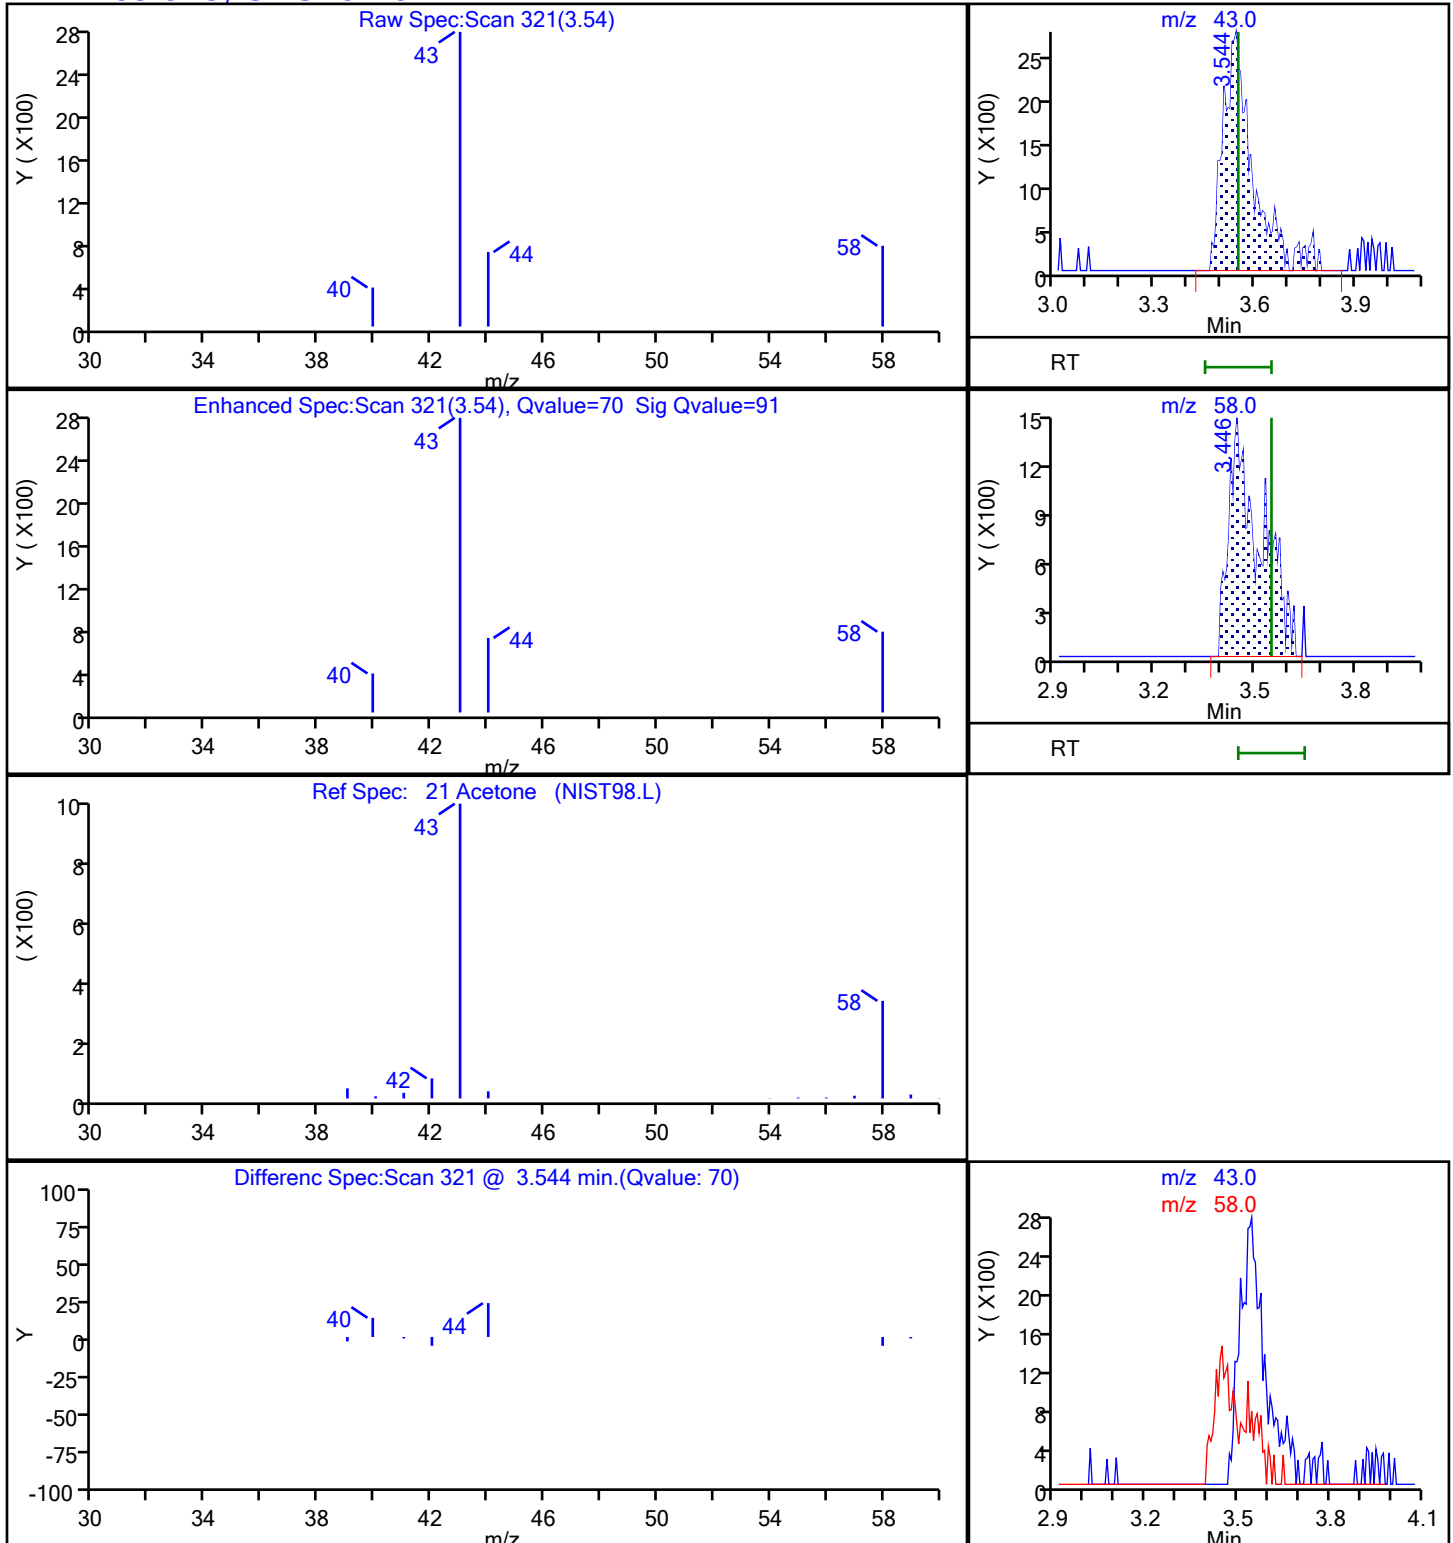 Raw Spec:Scan 321(3.54)
Y ( X100)
28
24
20
16
12
8
4
0
43
40
44
58
30 34 38 42 46 50 54 58
m/z
m/z 43.0
Y ( X100)
25
20
15
10
5
0
3.544
3.0 3.3 3.6 3.9
Min
RT
Enhanced Spec:Scan 321(3.54), Qvalue=70 Sig Qvalue=91
Y ( X100)
28
24
20
16
12
8
4
0
43
40
44
58
30 34 38 42 46 50 54 58
m/z
m/z 58.0
Y ( X100)
15
12
9
6
3
0
3.446
2.9 3.2 3.5 3.8
Min
RT
Ref Spec: 21 Acetone (NIST98.L)
( X100)
10
8
6
4
2
0
43
42
58
30 34 38 42 46 50 54 58
Differenc Spec:Scan 321 @ 3.544 min.(Qvalue: 70)
Y
100
75
50
25
0
-25
-50
-75
-100
40
44
30 34 38 42 46 50 54 58
m/z
m/z 43.0
m/z 58.0
Y ( X100)
28
24
20
16
12
8
4
0
2.9 3.2 3.5 3.8 4.1
Min